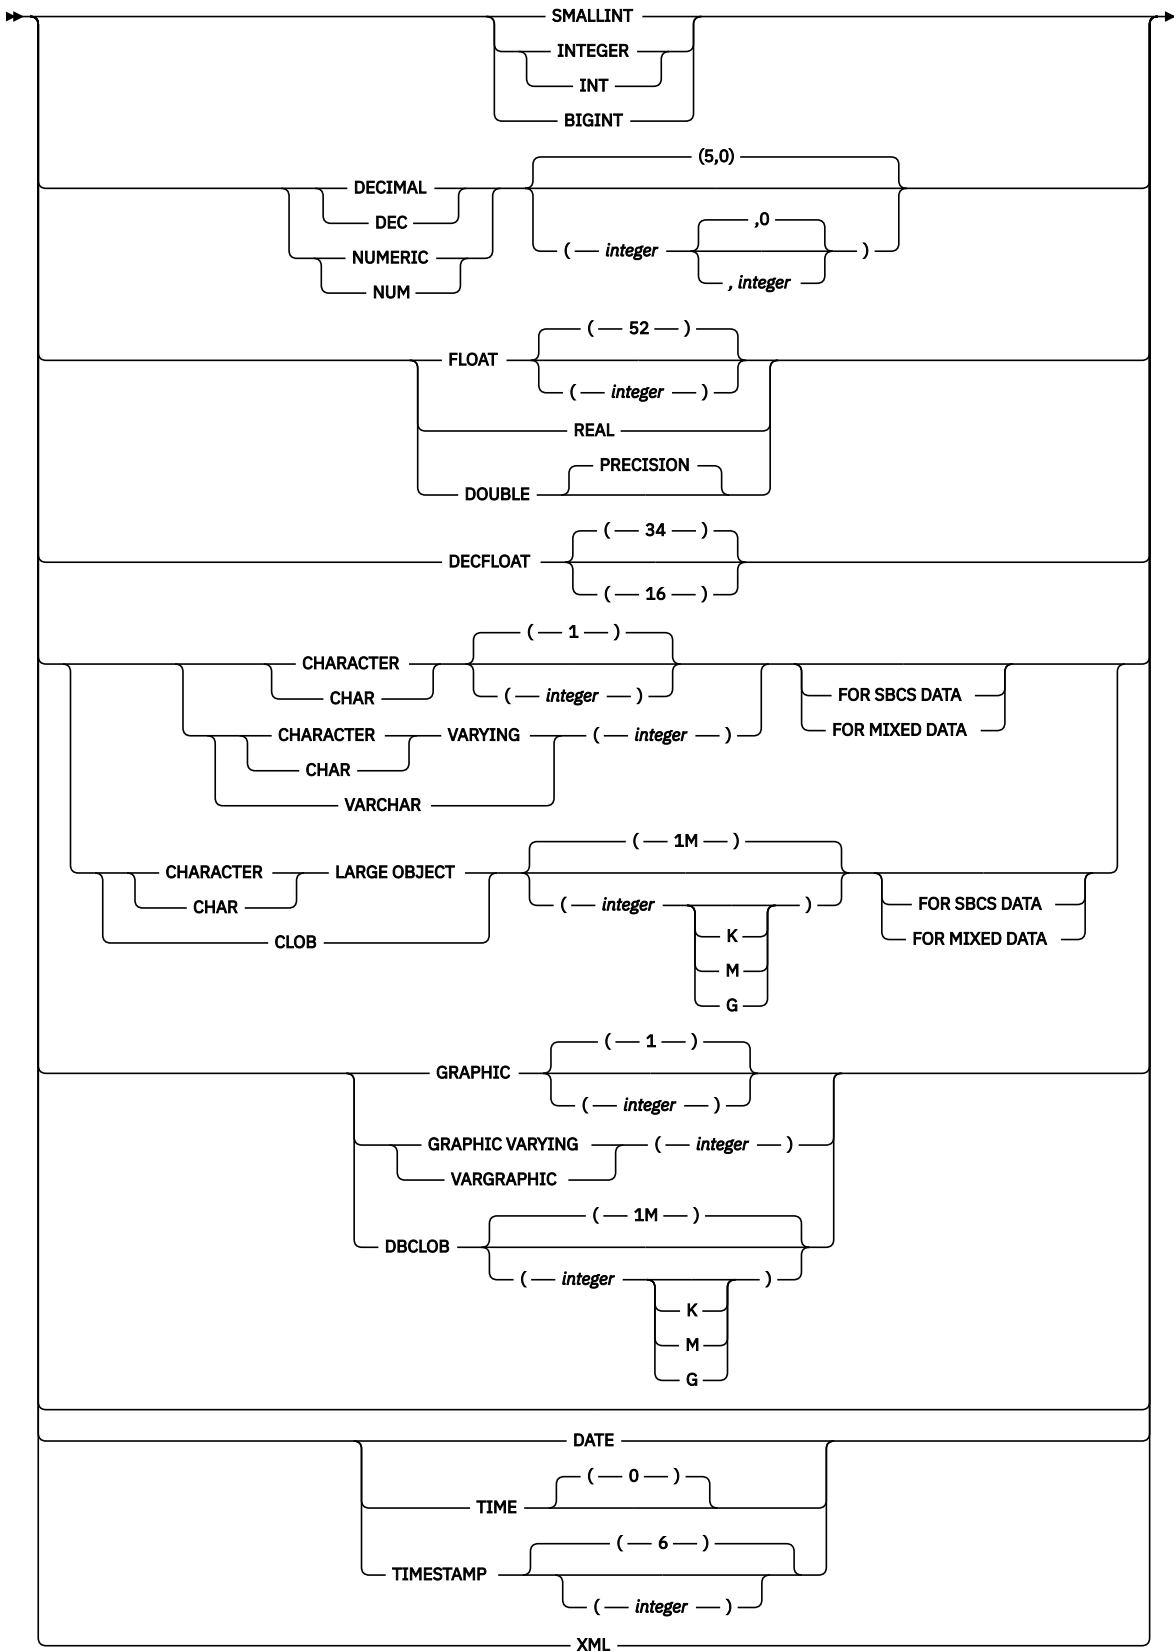 SMALLINT
INTEGER
INT
BIGINT
(5,0)
DECIMAL
DEC
,0
( integer )
NUMERIC
, integer
NUM
( 52 )
FLOAT
( integer )
REAL
PRECISION
DOUBLE
( 34 )
DECFLOAT
( 16 )
( 1 )
CHARACTER
CHAR
( integer )
FOR SBCS DATA
FOR MIXED DATA
CHARACTER VARYING ( integer )
CHAR
VARCHAR
( 1M )
CHARACTER LARGE OBJECT
CHAR
( integer )
FOR SBCS DATA
CLOB
K
FOR MIXED DATA
M
G
( 1 )
GRAPHIC
( integer )
GRAPHIC VARYING ( integer )
VARGRAPHIC
( 1M )
DBCLOB
( integer )
K
M
G
DATE
( 0 )
TIME
( 6 )
TIMESTAMP
( integer )
XML